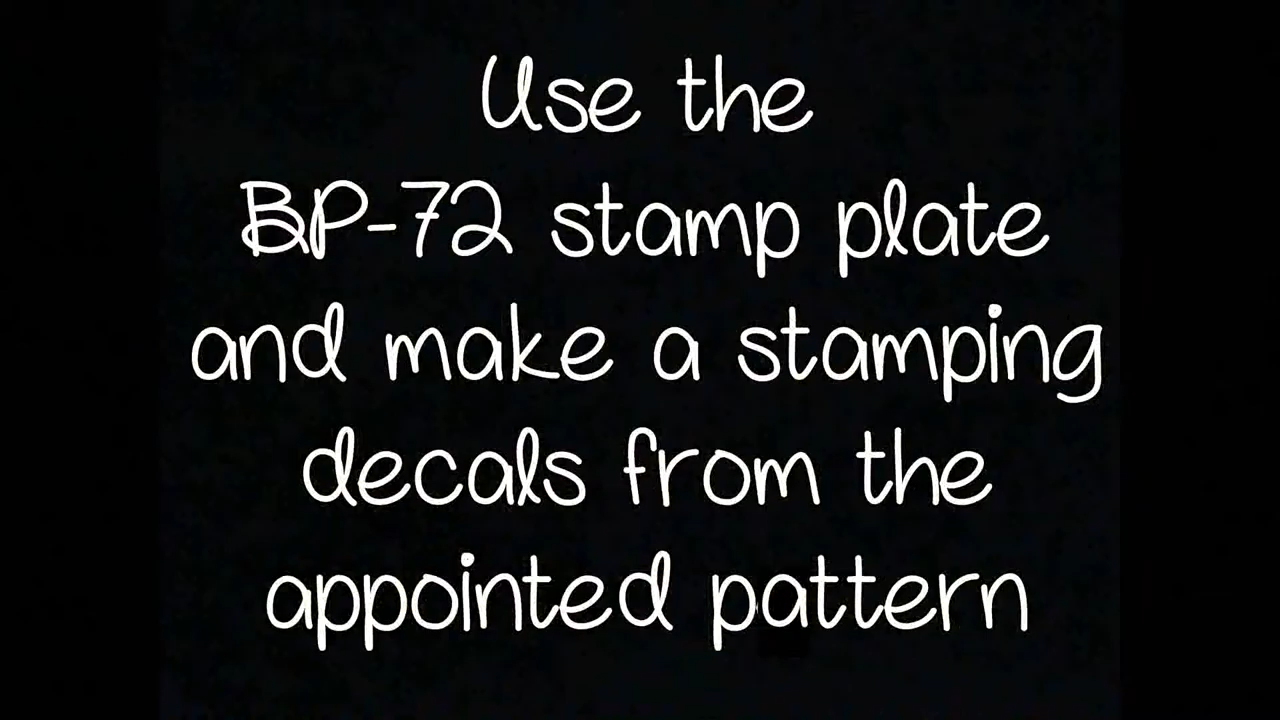 Use the
BP-72 stamp plate
and make a stamping
decals from the
appointed pattern